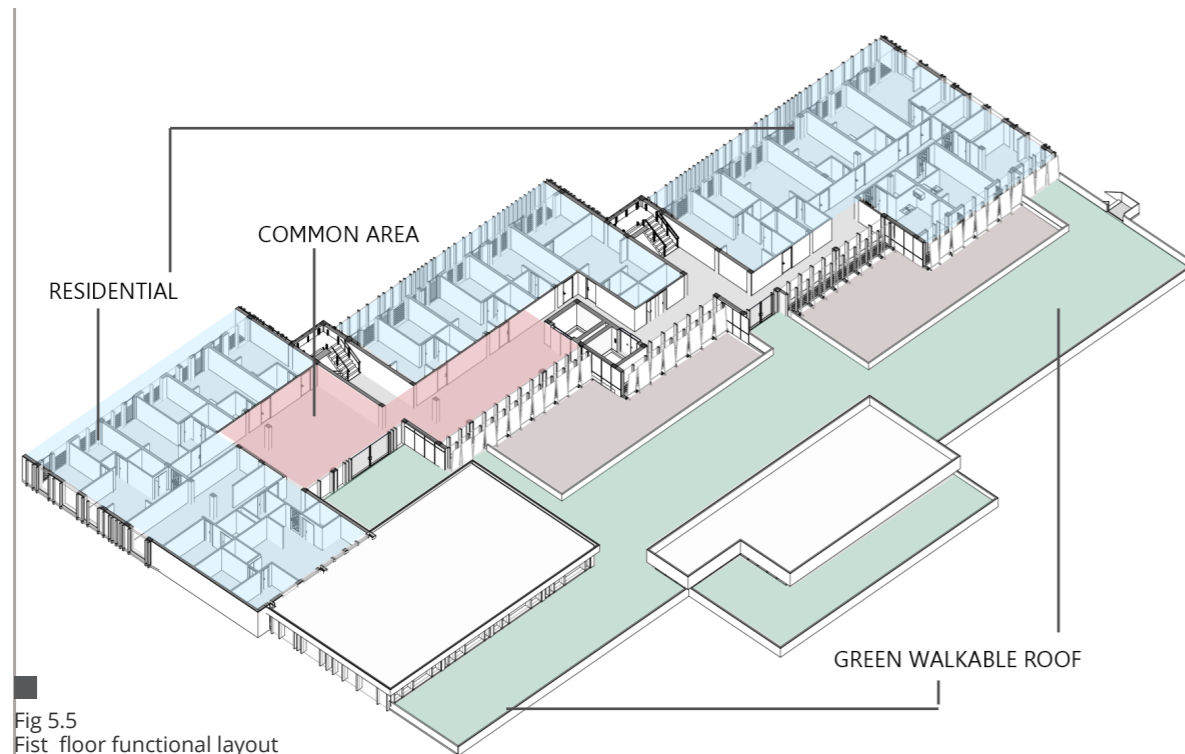 COMMON AREA
RESIDENTIAL
GREEN WALKABLE ROOF
Fig 5.5
Fist floor functional layout